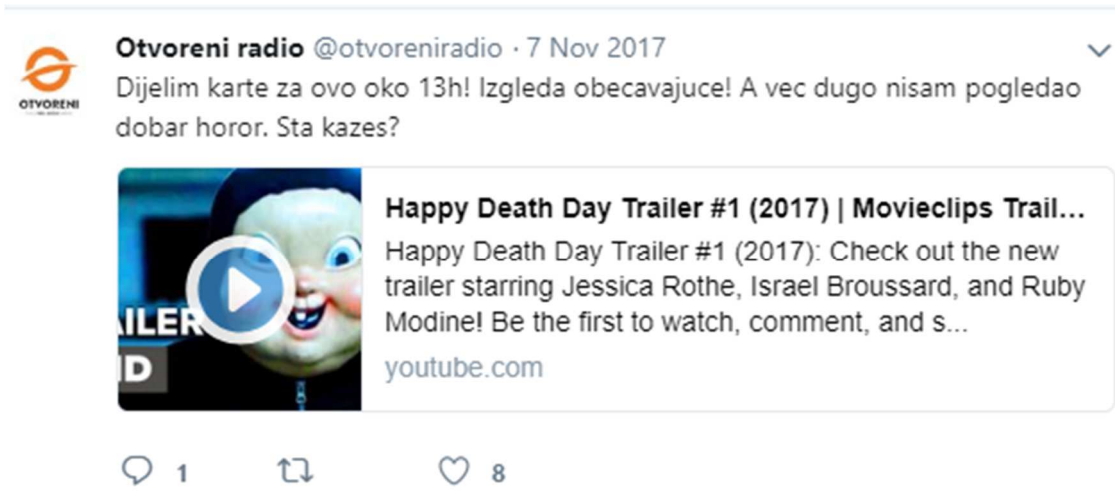 Otvoreni radio @otvoreniradio · 7 Nov 2017
OTVORENI
Dijelim karte za ovo oko 13h! Izgleda obecavajuce! A vec dugo nisam pogledao
dobar horor. Sta kazes?
AILER
HD
Happy Death Day Trailer #1 (2017) | Movieclips Trail...
Happy Death Day Trailer #1 (2017): Check out the new
trailer starring Jessica Rothe, Israel Broussard, and Ruby
Modine! Be the first to watch, comment, and s...
youtube.com
1 8